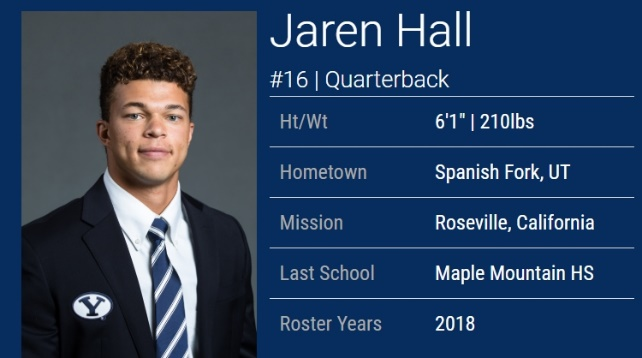 Jaren Hall
#16 | Quarterback
Ht/Wt 6'1" | 210lbs
Hometown Spanish Fork, UT
Mission Roseville, California
Last School Maple Mountain HS
Roster Years 2018
Y